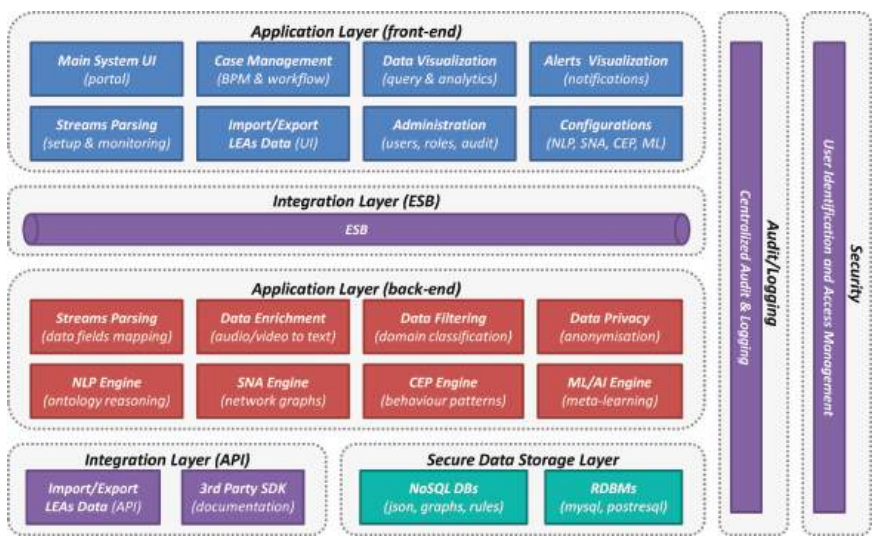 Application Layer (front-end)
Main System UI
(portal)
Case Management
(BPM & workflow)
Data Visualization
(query & analytics)
Alerts Visualization
(notifications)
Streams Parsing
(setup & monitoring)
Import/Export
LEAs Data (UI)
Administration
(users, roles, audit)
Configurations
(NLP, SNA, CEP, ML)
Integration Layer (ESB)
ESB
Application Layer (back-end)
Streams Parsing
(data fields mapping)
Data Enrichment
(audio/video to text)
Data Filtering
(domain classification)
Data Privacy
(anonymisation)
NLP Engine
(ontology reasoning)
SNA Engine
(network graphs)
CEP Engine
(behaviour patterns)
ML/AI Engine
(meta-learning)
Integration Layer (API)
Import/Export
LEAs Data (API)
3rd Party SDK
(documentation)
Secure Data Storage Layer
NoSQL DBs
(json, graphs, rules)
RDBMs
(mysql, postresql)
Audit/Logging
Centralized Audit & Logging
Security
User Identification and Access Management